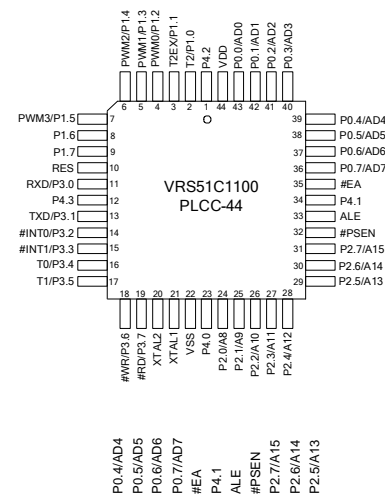 PWM2/P1.4
PWM1/P1.3
PWM0/P1.2
T2EX/P1.1
T2/P1.0
P4.2
VDD
P0.0/AD0
P0.1/AD1
P0.2/AD2
P0.3/AD3
6 5 4 3 2 1 44 43 42 41 40
PWM3/P1.5 7
P1.6 8
P1.7 9
RES 10
RXD/P3.0 11
P4.3 12
TXD/P3.1 13
#INT0/P3.2 14
#INT1/P3.3 15
T0/P3.4 16
T1/P3.5 17
VRS51C1100
PLCC-44
39 P0.4/AD4
38 P0.5/AD5
37 P0.6/AD6
36 P0.7/AD7
35 #EA
34 P4.1
33 ALE
32 #PSEN
31 P2.7/A15
30 P2.6/A14
29 P2.5/A13
18 19 20 21 22 23 24 25 26 27 28
#WR/P3.6
#RD/P3.7
XTAL2
XTAL1
VSS
P4.0
P2.0/A8
P2.1/A9
P2.2/A10
P2.3/A11
P2.4/A12
P0.4/AD4
P0.5/AD5
P0.6/AD6
P0.7/AD7
#EA
P4.1
ALE
#PSEN
P2.7/A15
P2.6/A14
P2.5/A13